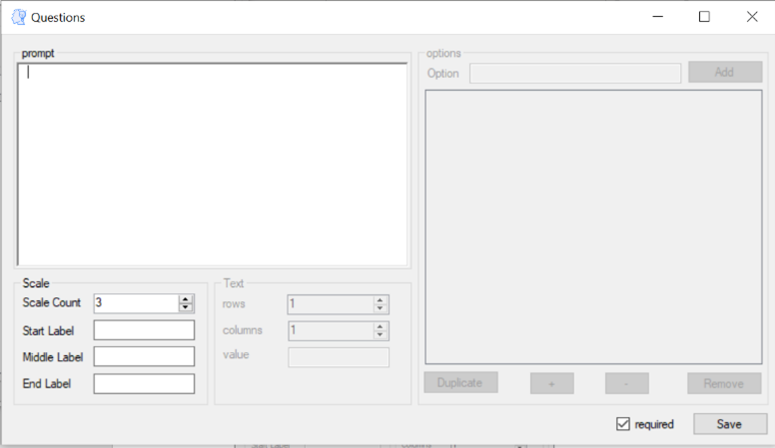 Questions
prompt
options
Option
Add
Scale
Scale Count 3
Start Label
Middle Label
End Label
Text
rows 1
columns 1
value
Duplicate + - Remove
required Save